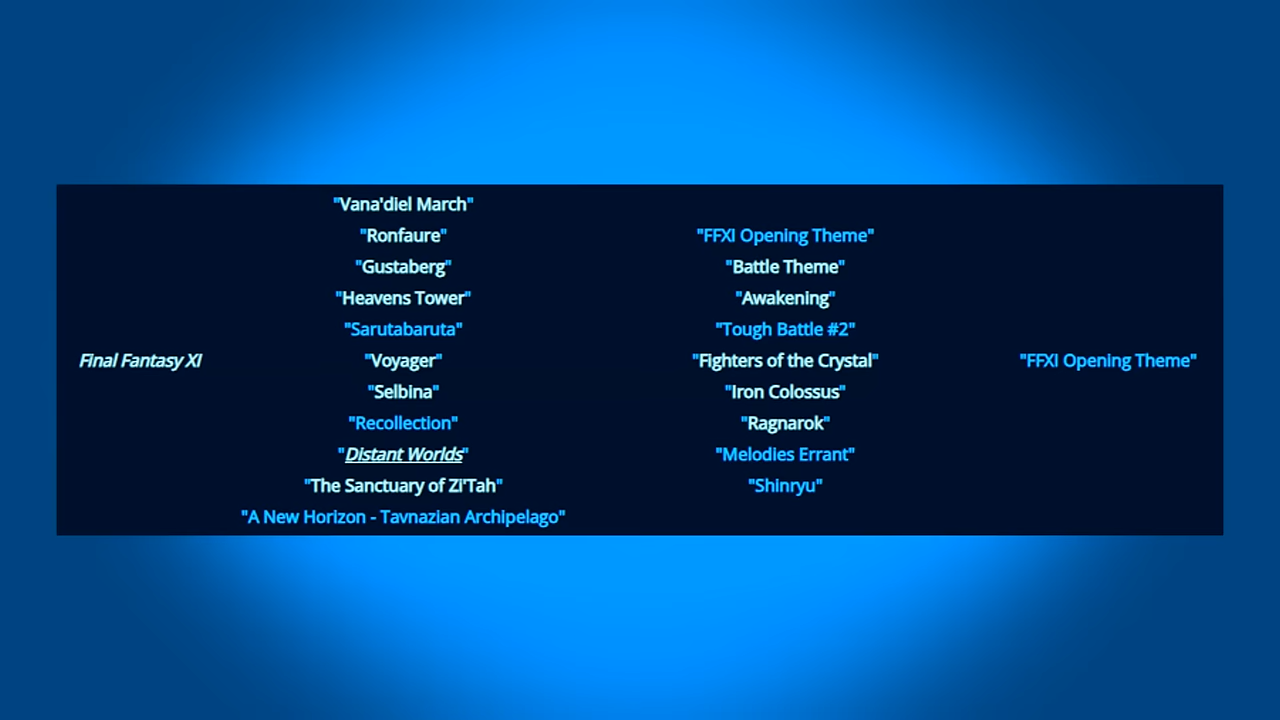 "Vana'diel March"
"Ronfaure"
"Gustaberg"
"Heavens Tower"
"Sarutabaruta"
"Voyager"
"Selbina"
"Recollection"
"Distant Worlds"
"The Sanctuary of Zi'Tah"
"A New Horizon - Tavnazian Archipelago"
"FFXI Opening Theme"
"Battle Theme"
"Awakening"
"Tough Battle #2"
"Fighters of the Crystal"
"Iron Colossus"
"Ragnarok"
"Melodies Errant"
"Shinryu"
Final Fantasy XI
"FFXI Opening Theme"